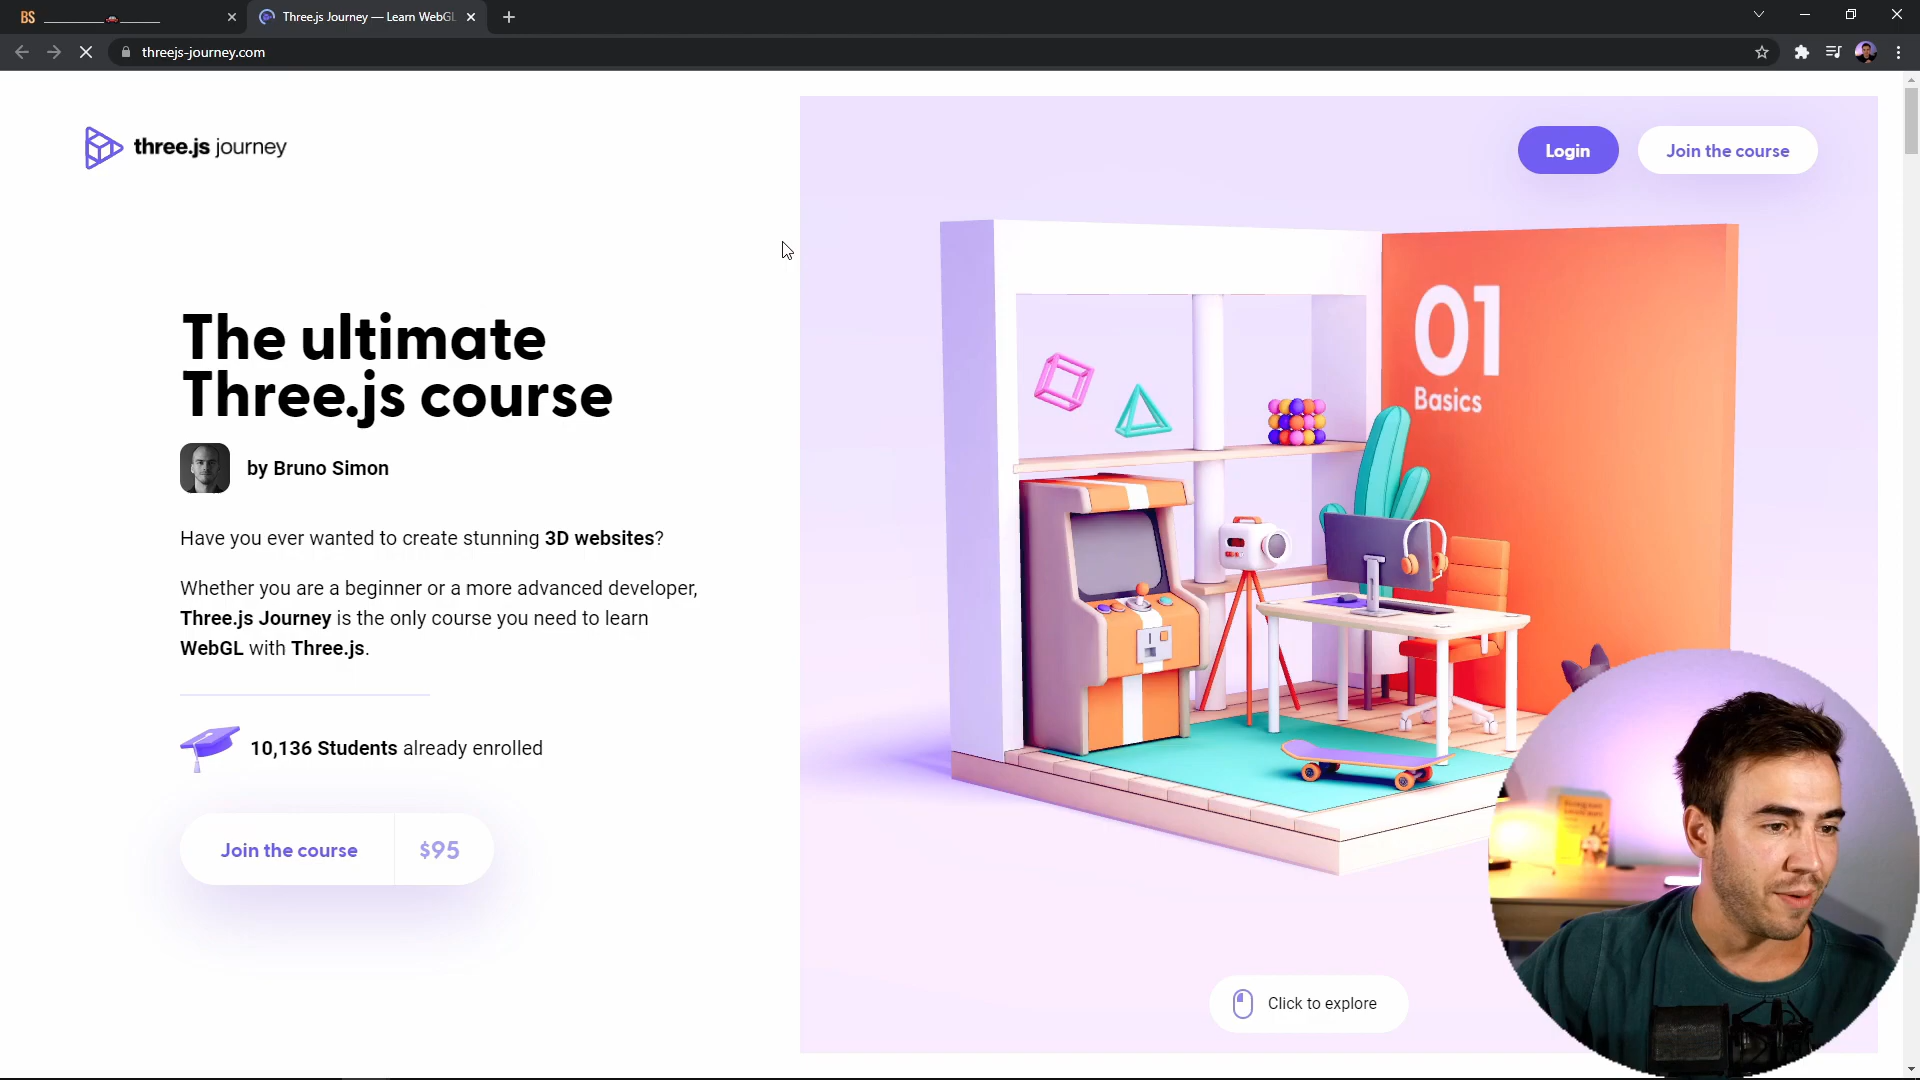 BS _________🚗_______
Three.js Journey — Learn WebGL
threejs-journey.com
three.js journey
Login
Join the course
The ultimate
Three.js course
by Bruno Simon
Have you ever wanted to create stunning 3D websites?
Whether you are a beginner or a more advanced developer,
Three.js Journey is the only course you need to learn
WebGL with Three.js.
10,136 Students already enrolled
Join the course $95
01
Basics
Click to explore